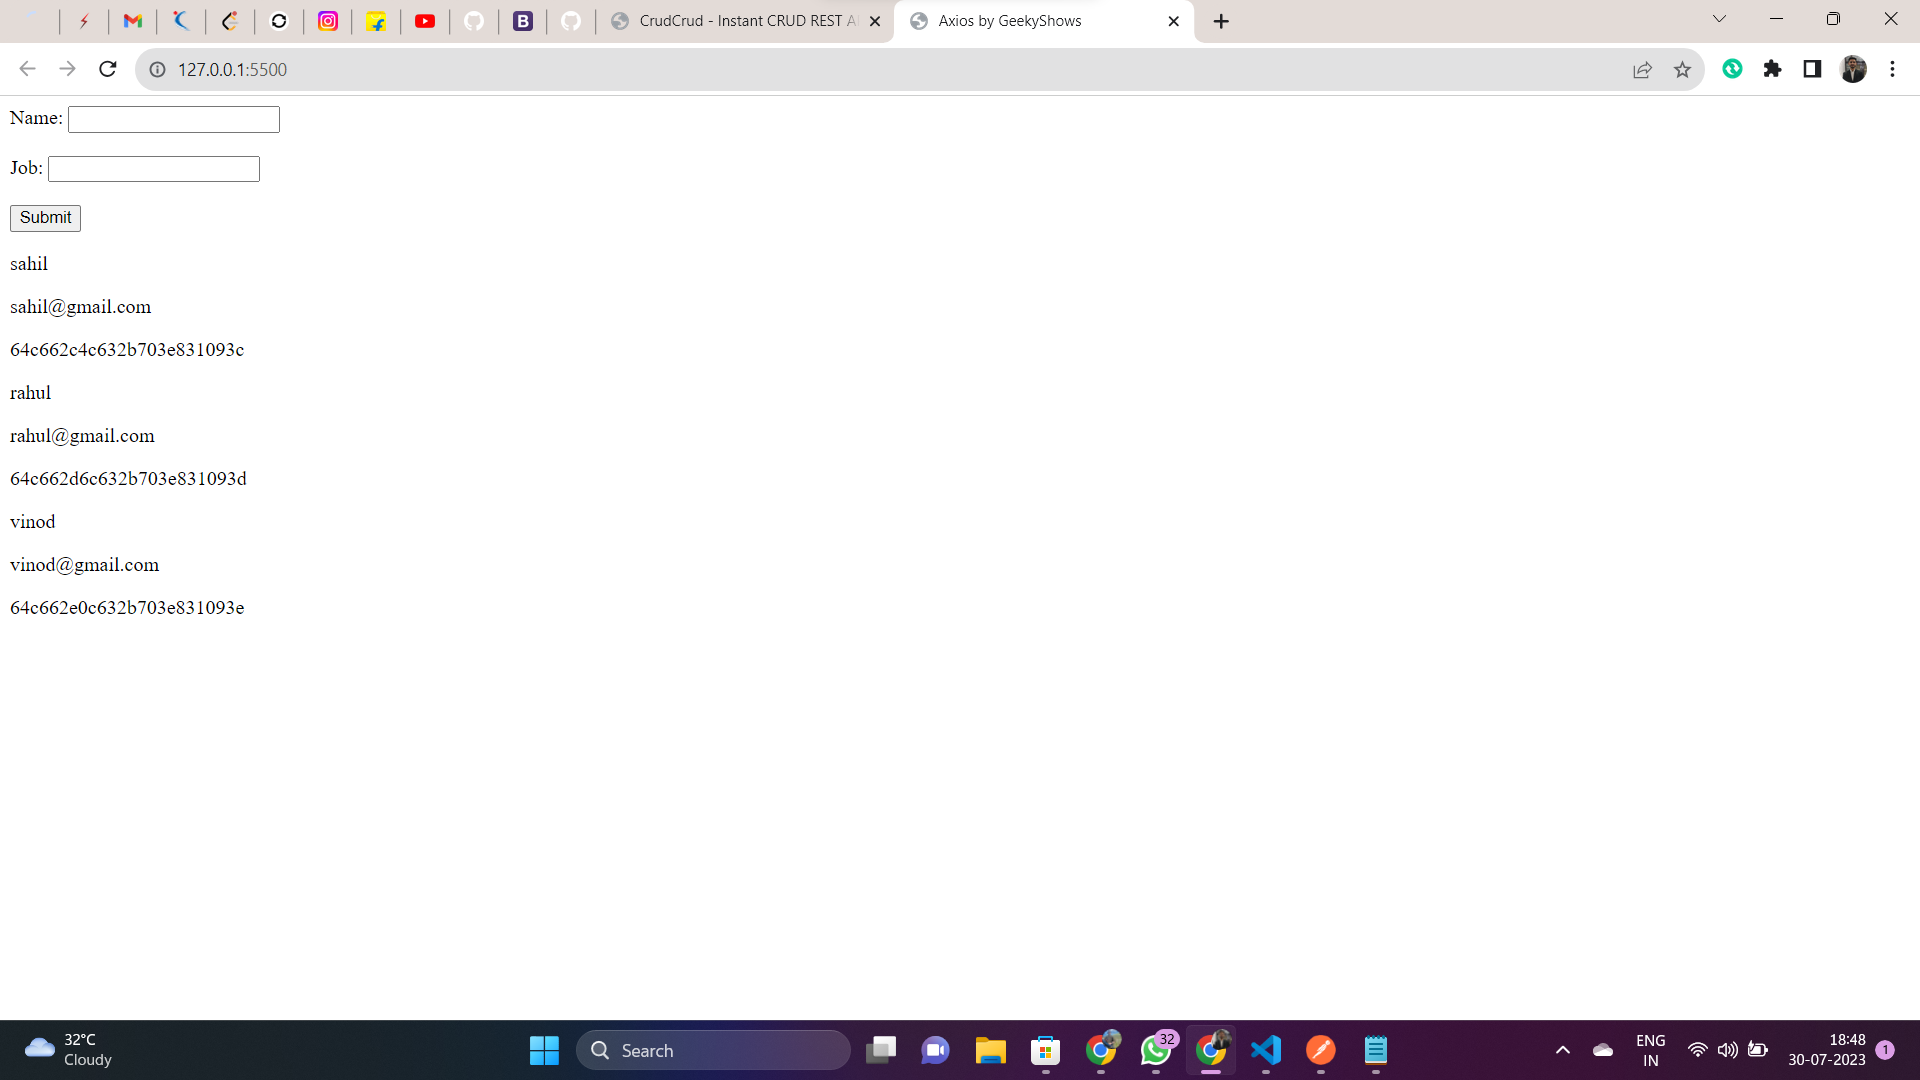 CrudCrud - Instant CRUD REST A
Axios by GeekyShows
127.0.0.1:5500
Name:
Job:
Submit
sahil
sahil@gmail.com
64c662c4c632b703e831093c
rahul
rahul@gmail.com
64c662d6c632b703e831093d
vinod
vinod@gmail.com
64c662e0c632b703e831093e
32°C
Cloudy
Search
32
ENG
IN
18:48
30-07-2023
1